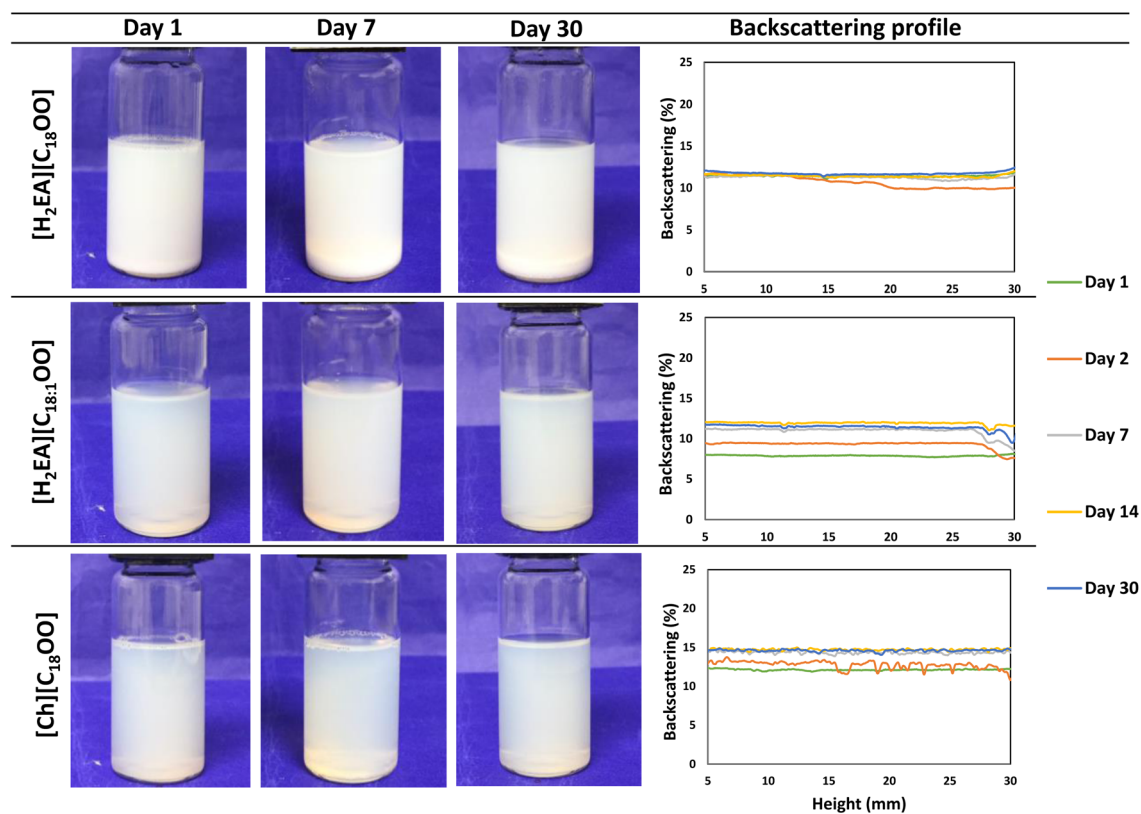 Day 1 Day 7 Day 30 Backscattering profile
[H₂EA][C₁₈OO]
Backscattering (%)
25
20
15
10
5
0
5 10 15 20 25 30
[H₂EA][C₁₈:₁OO]
Backscattering (%)
25
20
15
10
5
0
5 10 15 20 25 30
[Ch][C₁₈OO]
Backscattering (%)
25
20
15
10
5
0
5 10 15 20 25 30
Height (mm)
Day 1
Day 2
Day 7
Day 14
Day 30